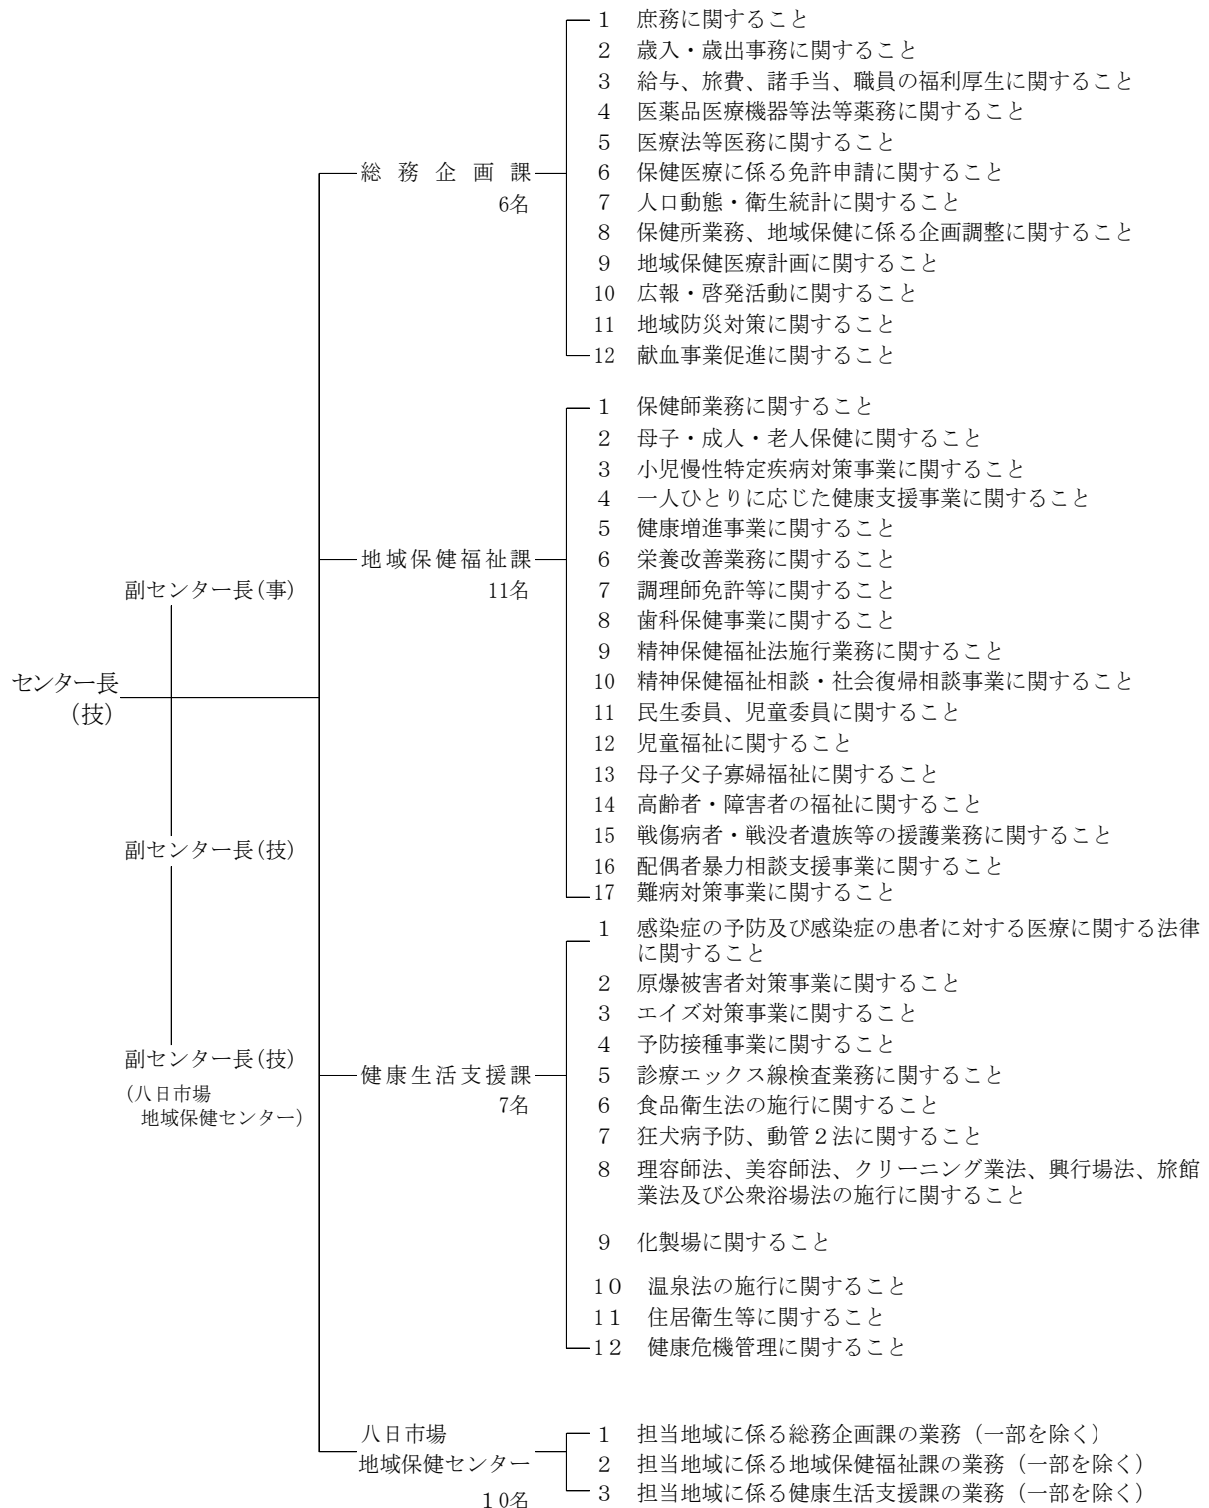 センター長
(技)
副センター長(事)
副センター長(技)
副センター長(技)
(八日市場
地域保健センター)
総務企画課
6名
1 庶務に関すること
2 歳入・歳出事務に関すること
3 給与、旅費、諸手当、職員の福利厚生に関すること
4 医薬品医療機器等法等薬務に関すること
5 医療法等医務に関すること
6 保健医療に係る免許申請に関すること
7 人口動態・衛生統計に関すること
8 保健所業務、地域保健に係る企画調整に関すること
9 地域保健医療計画に関すること
10 広報・啓発活動に関すること
11 地域防災対策に関すること
12 献血事業促進に関すること
地域保健福祉課
11名
1 保健師業務に関すること
2 母子・成人・老人保健に関すること
3 小児慢性特定疾病対策事業に関すること
4 一人ひとりに応じた健康支援事業に関すること
5 健康増進事業に関すること
6 栄養改善業務に関すること
7 調理師免許等に関すること
8 歯科保健事業に関すること
9 精神保健福祉法施行業務に関すること
10 精神保健福祉相談・社会復帰相談事業に関すること
11 民生委員、児童委員に関すること
12 児童福祉に関すること
13 母子父子寡婦福祉に関すること
14 高齢者・障害者の福祉に関すること
15 戦傷病者・戦没者遺族等の援護業務に関すること
16 配偶者暴力相談支援事業に関すること
17 難病対策事業に関すること
健康生活支援課
7名
1 感染症の予防及び感染症の患者に対する医療に関する法律
に関すること
2 原爆被害者対策事業に関すること
3 エイズ対策事業に関すること
4 予防接種事業に関すること
5 診療エックス線検査業務に関すること
6 食品衛生法の施行に関すること
7 狂犬病予防、動管2法に関すること
8 理容師法、美容師法、クリーニング業法、興行場法、旅館
業法及び公衆浴場法の施行に関すること
9 化製場に関すること
10 温泉法の施行に関すること
11 住居衛生等に関すること
12 健康危機管理に関すること
八日市場
地域保健センター
10名
1 担当地域に係る総務企画課の業務(一部を除く)
2 担当地域に係る地域保健福祉課の業務(一部を除く)
3 担当地域に係る健康生活支援課の業務(一部を除く)